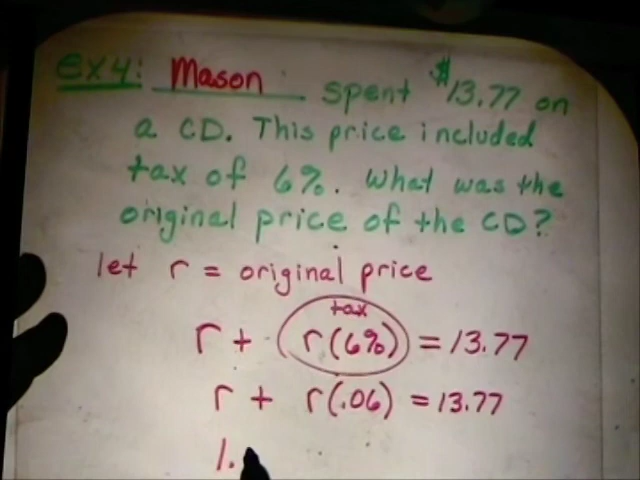 ex4: Mason spent $13.77 on
a CD. This price included
tax of 6%. What was the
original price of the CD?
let r = original price
tax
r + r(6%) = 13.77
r + r(.06) = 13.77
1.